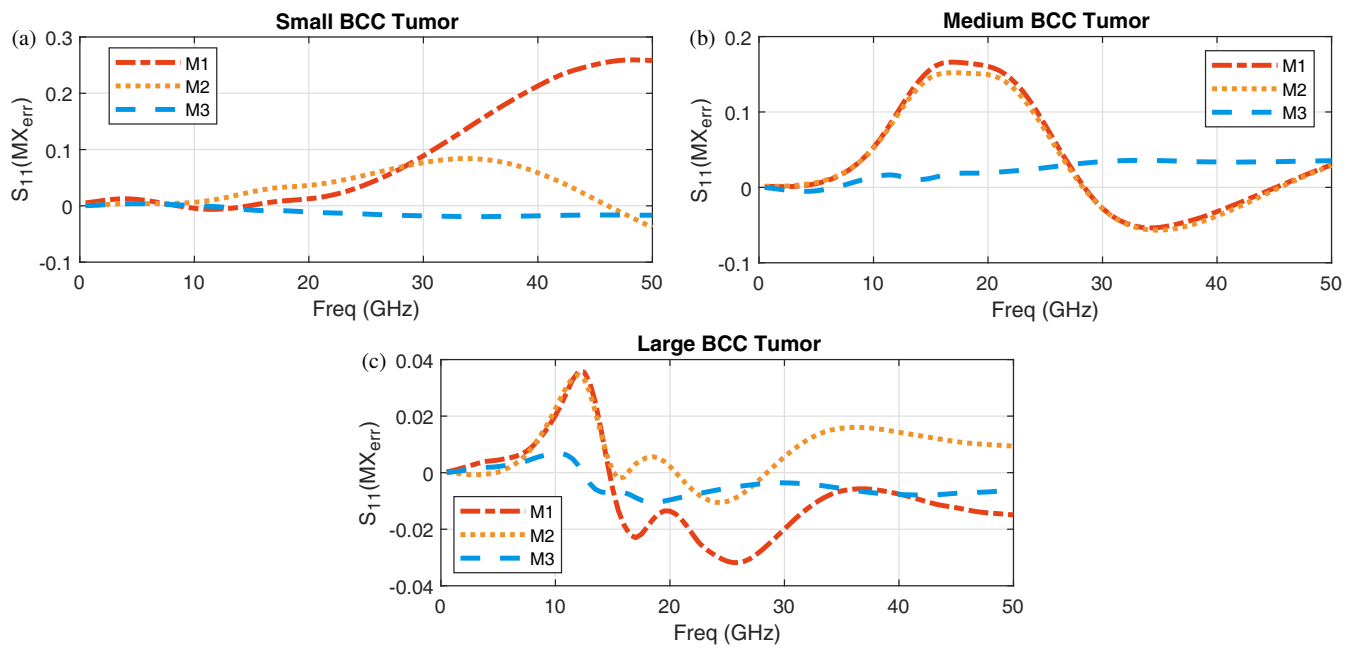 (a)
Small BCC Tumor
0.3
0.2
0.1
0
-0.1
S11(MXerr)
M1
M2
M3
0 10 20 30 40 50
Freq (GHz)
(b)
Medium BCC Tumor
0.2
0.1
0
-0.1
S11(MXerr)
M1
M2
M3
0 10 20 30 40 50
Freq (GHz)
(c)
Large BCC Tumor
0.04
0.02
0
-0.02
-0.04
S11(MXerr)
M1
M2
M3
0 10 20 30 40 50
Freq (GHz)